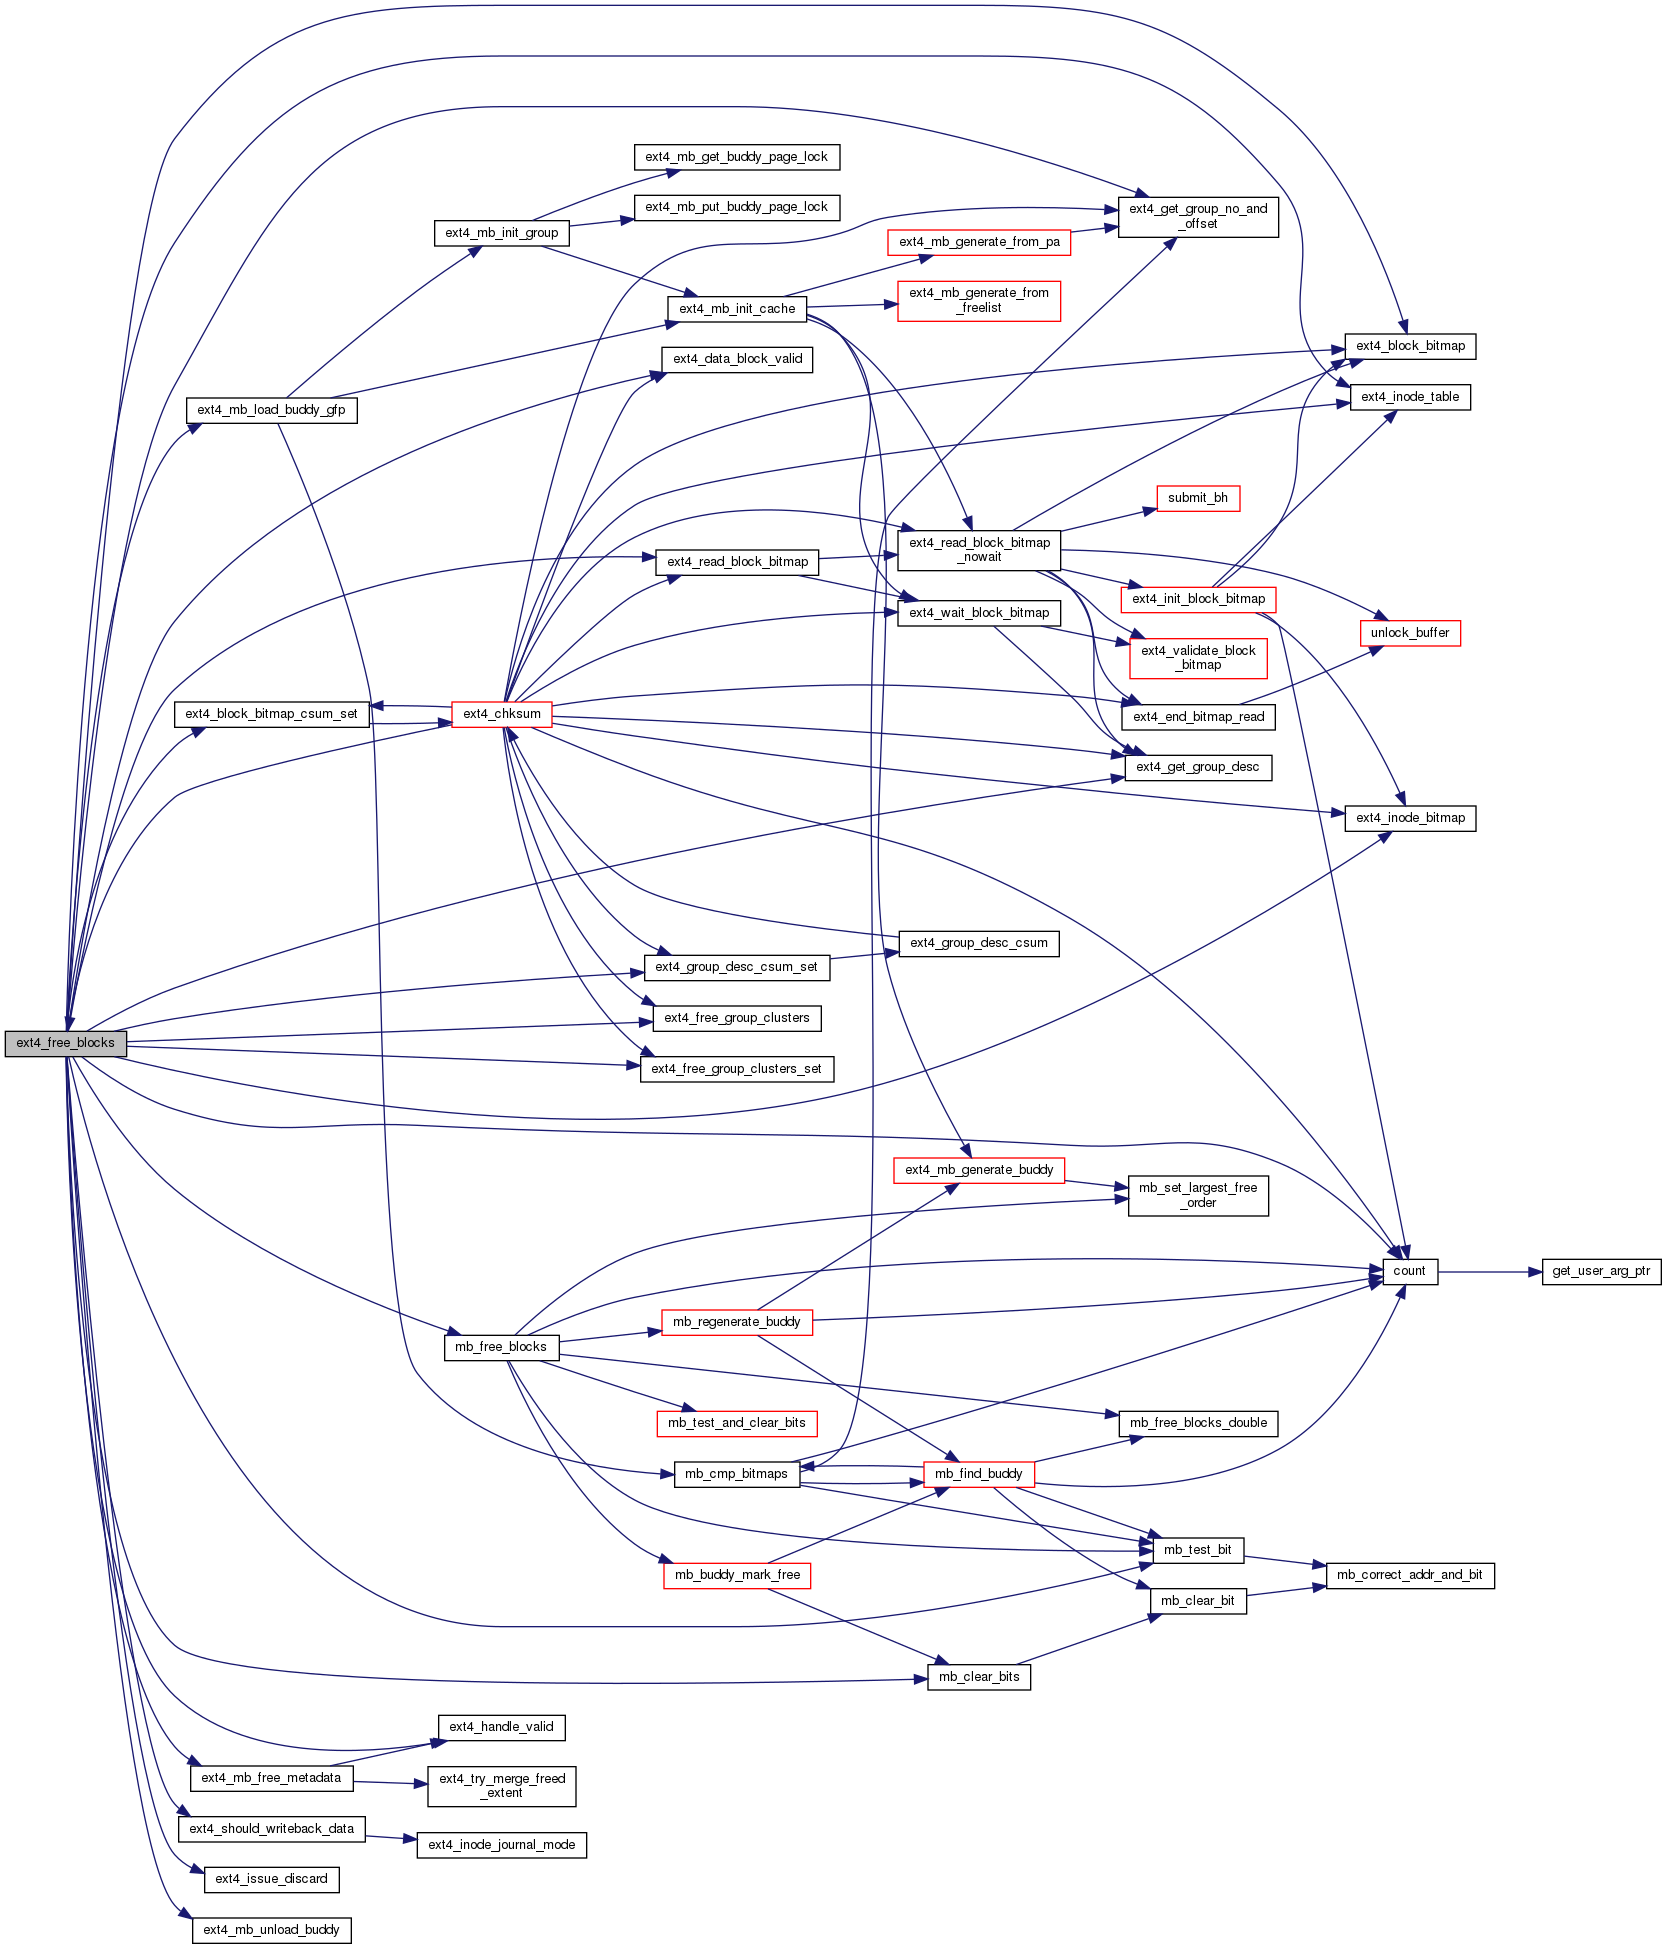 ext4_mb_get_buddy_page_lock
ext4_mb_put_buddy_page_lock
ext4_get_group_no_and
_offset
ext4_mb_init_group
ext4_mb_generate_from_pa
ext4_mb_generate_from
_freelist
ext4_mb_init_cache
ext4_block_bitmap
ext4_data_block_valid
ext4_inode_table
ext4_mb_load_buddy_gfp
submit_bh
ext4_read_block_bitmap
_nowait
ext4_read_block_bitmap
ext4_init_block_bitmap
ext4_wait_block_bitmap
unlock_buffer
ext4_validate_block
_bitmap
ext4_block_bitmap_csum_set
ext4_chksum
ext4_end_bitmap_read
ext4_get_group_desc
ext4_inode_bitmap
ext4_group_desc_csum
ext4_group_desc_csum_set
ext4_free_group_clusters
ext4_free_blocks
ext4_free_group_clusters_set
ext4_mb_generate_buddy
mb_set_largest_free
_order
count
get_user_arg_ptr
mb_regenerate_buddy
mb_free_blocks
mb_test_and_clear_bits
mb_free_blocks_double
mb_cmp_bitmaps
mb_find_buddy
mb_test_bit
mb_buddy_mark_free
mb_correct_addr_and_bit
mb_clear_bit
mb_clear_bits
ext4_handle_valid
ext4_mb_free_metadata
ext4_try_merge_freed
_extent
ext4_should_writeback_data
ext4_inode_journal_mode
ext4_issue_discard
ext4_mb_unload_buddy